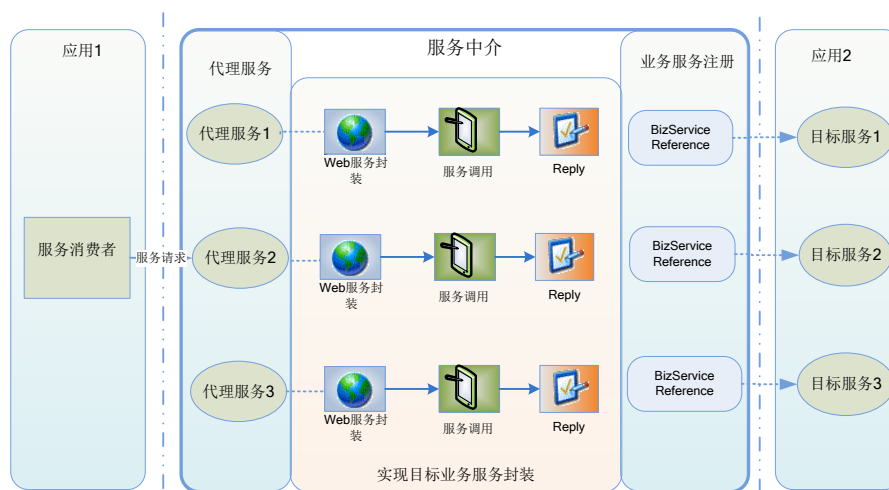 应用1
服务中介
应用2
代理服务
业务服务注册
代理服务1
Web服务封
装
服务调用
Reply
BizService
Reference
目标服务1
服务消费者
服务请求
代理服务2
Web服务封
装
服务调用
Reply
BizService
Reference
目标服务2
代理服务3
Web服务封
装
服务调用
Reply
BizService
Reference
目标服务3
实现目标业务服务封装